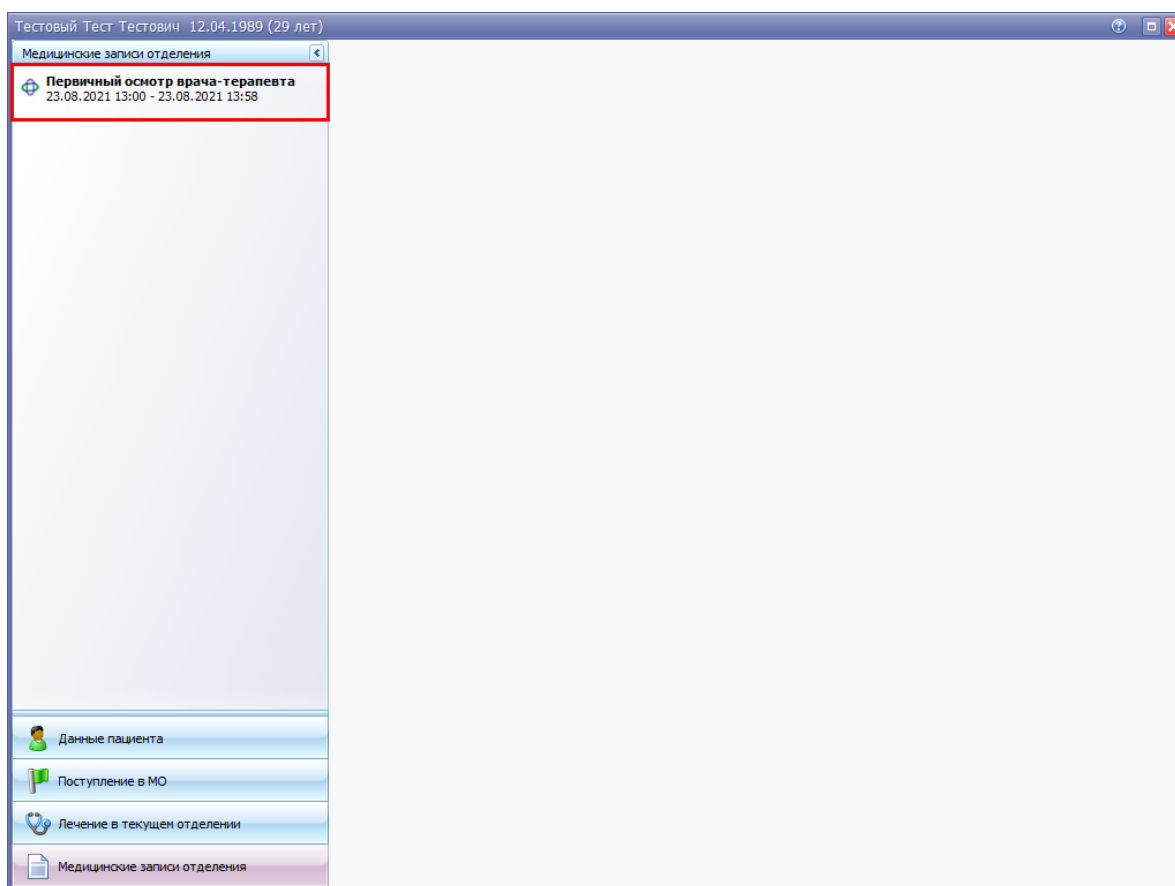 Тестовый Тест Тестович 12.04.1989 (29 лет)
Медицинские записи отделения
Первичный осмотр врача-терапевта
23.08.2021 13:00 - 23.08.2021 13:58
Данные пациента
Поступление в МО
Лечение в текущем отделении
Медицинские записи отделения